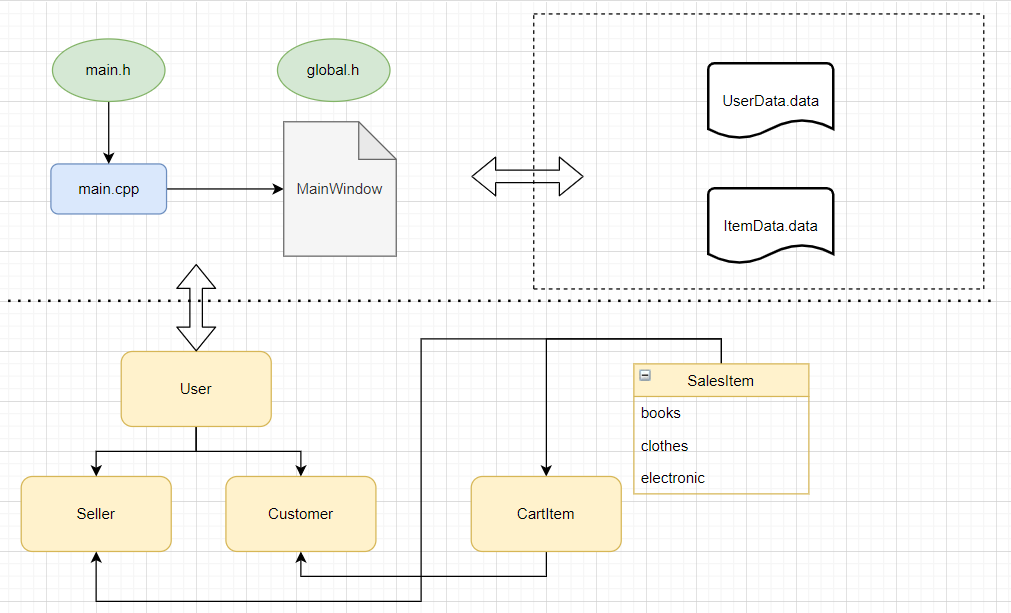 main.h
global.h
UserData.data
main.cpp
MainWindow
ItemData.data
User
SalesItem
books
clothes
electronic
Seller
Customer
CartItem